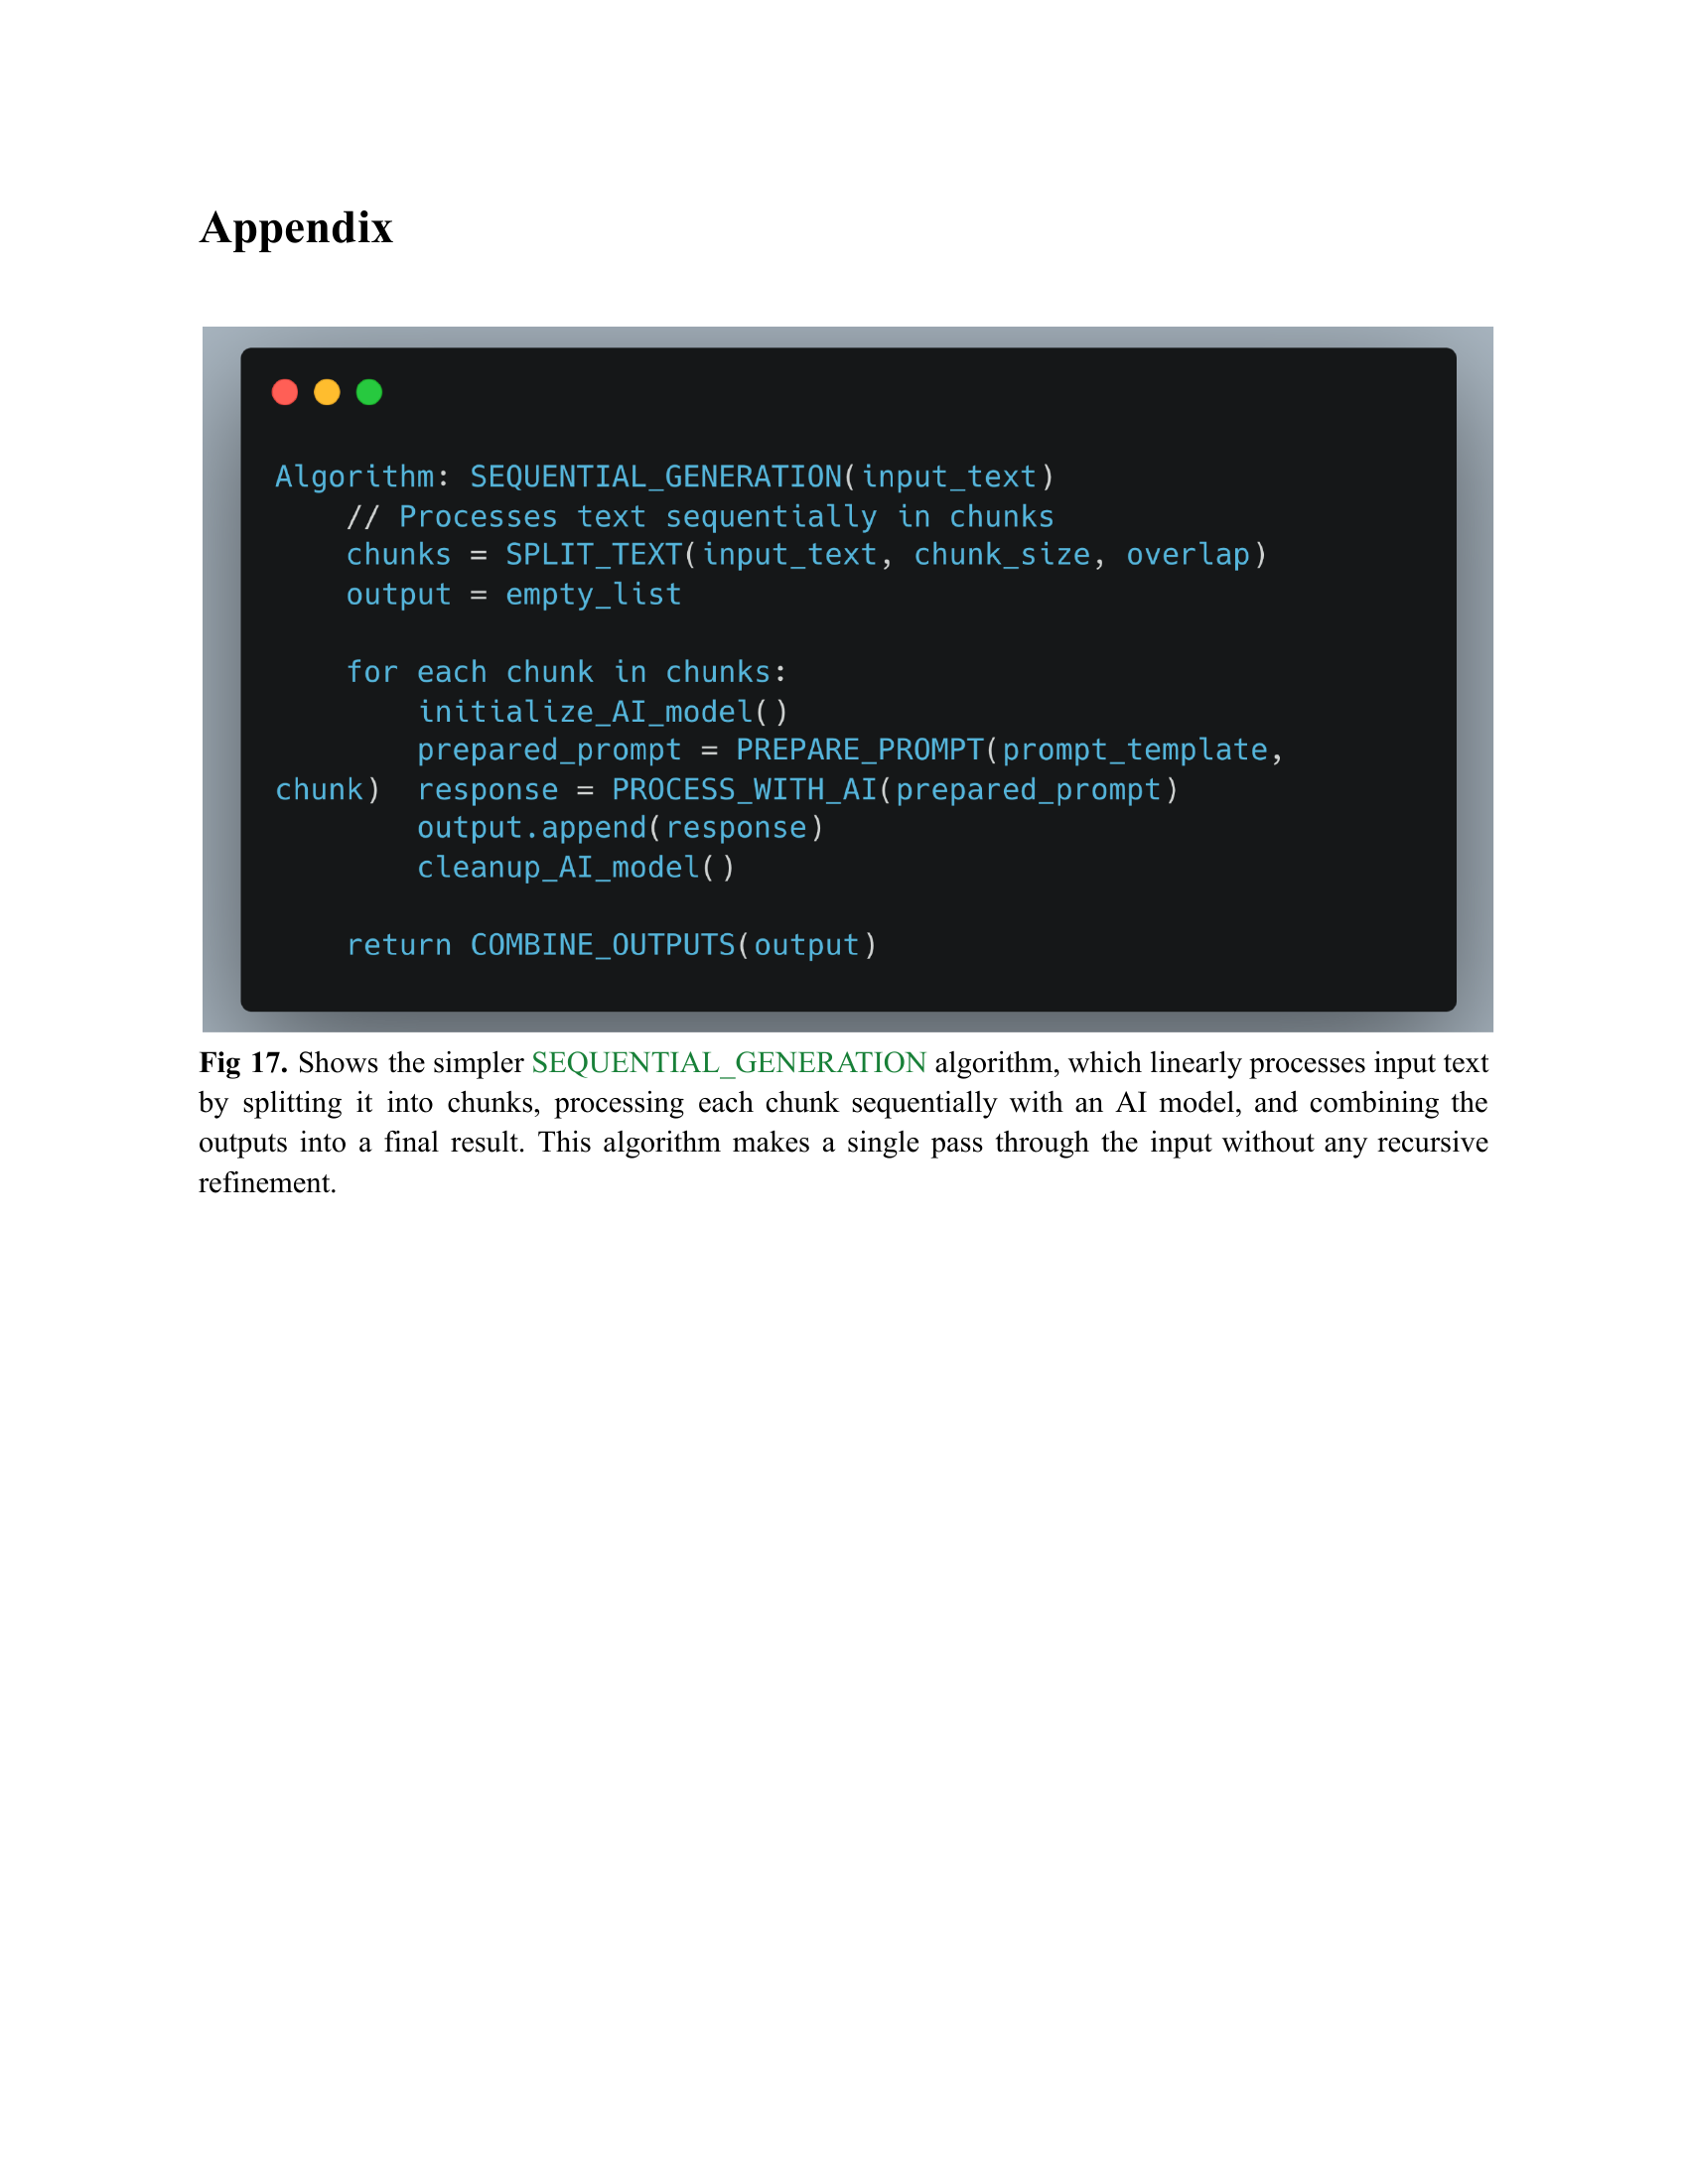 Appendix
Algorithm: SEQUENTIAL_GENERATION(input_text)
    // Processes text sequentially in chunks
    chunks = SPLIT_TEXT(input_text, chunk_size, overlap)
    output = empty_list
    for each chunk in chunks:
        initialize_AI_model()
        prepared_prompt = PREPARE_PROMPT(prompt_template,
chunk)  response = PROCESS_WITH_AI(prepared_prompt)
        output.append(response)
        cleanup_AI_model()
    return COMBINE_OUTPUTS(output)
Fig 17. Shows the simpler SEQUENTIAL_GENERATION algorithm, which linearly processes input text
by splitting it into chunks, processing each chunk sequentially with an AI model, and combining the
outputs into a final result. This algorithm makes a single pass through the input without any recursive
refinement.